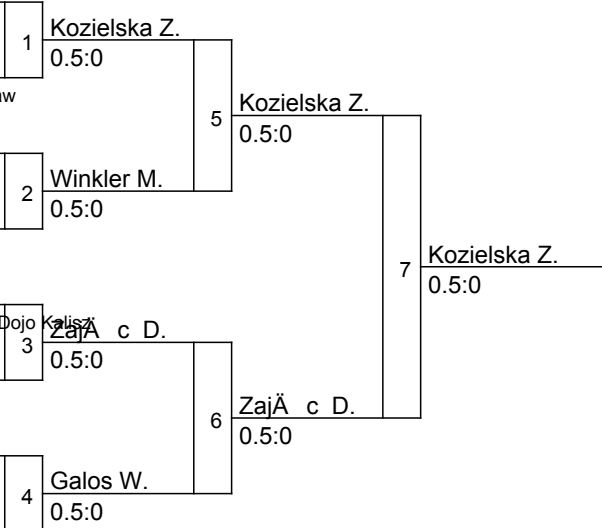 1
Kozielska Z.
0.5:0
aw
5
Kozielska Z.
0.5:0
2
Winkler M.
0.5:0
7
Kozielska Z.
0.5:0
Dojo Kalisz
3
ZajÄ c D.
0.5:0
6
ZajÄ c D.
0.5:0
4
Galos W.
0.5:0